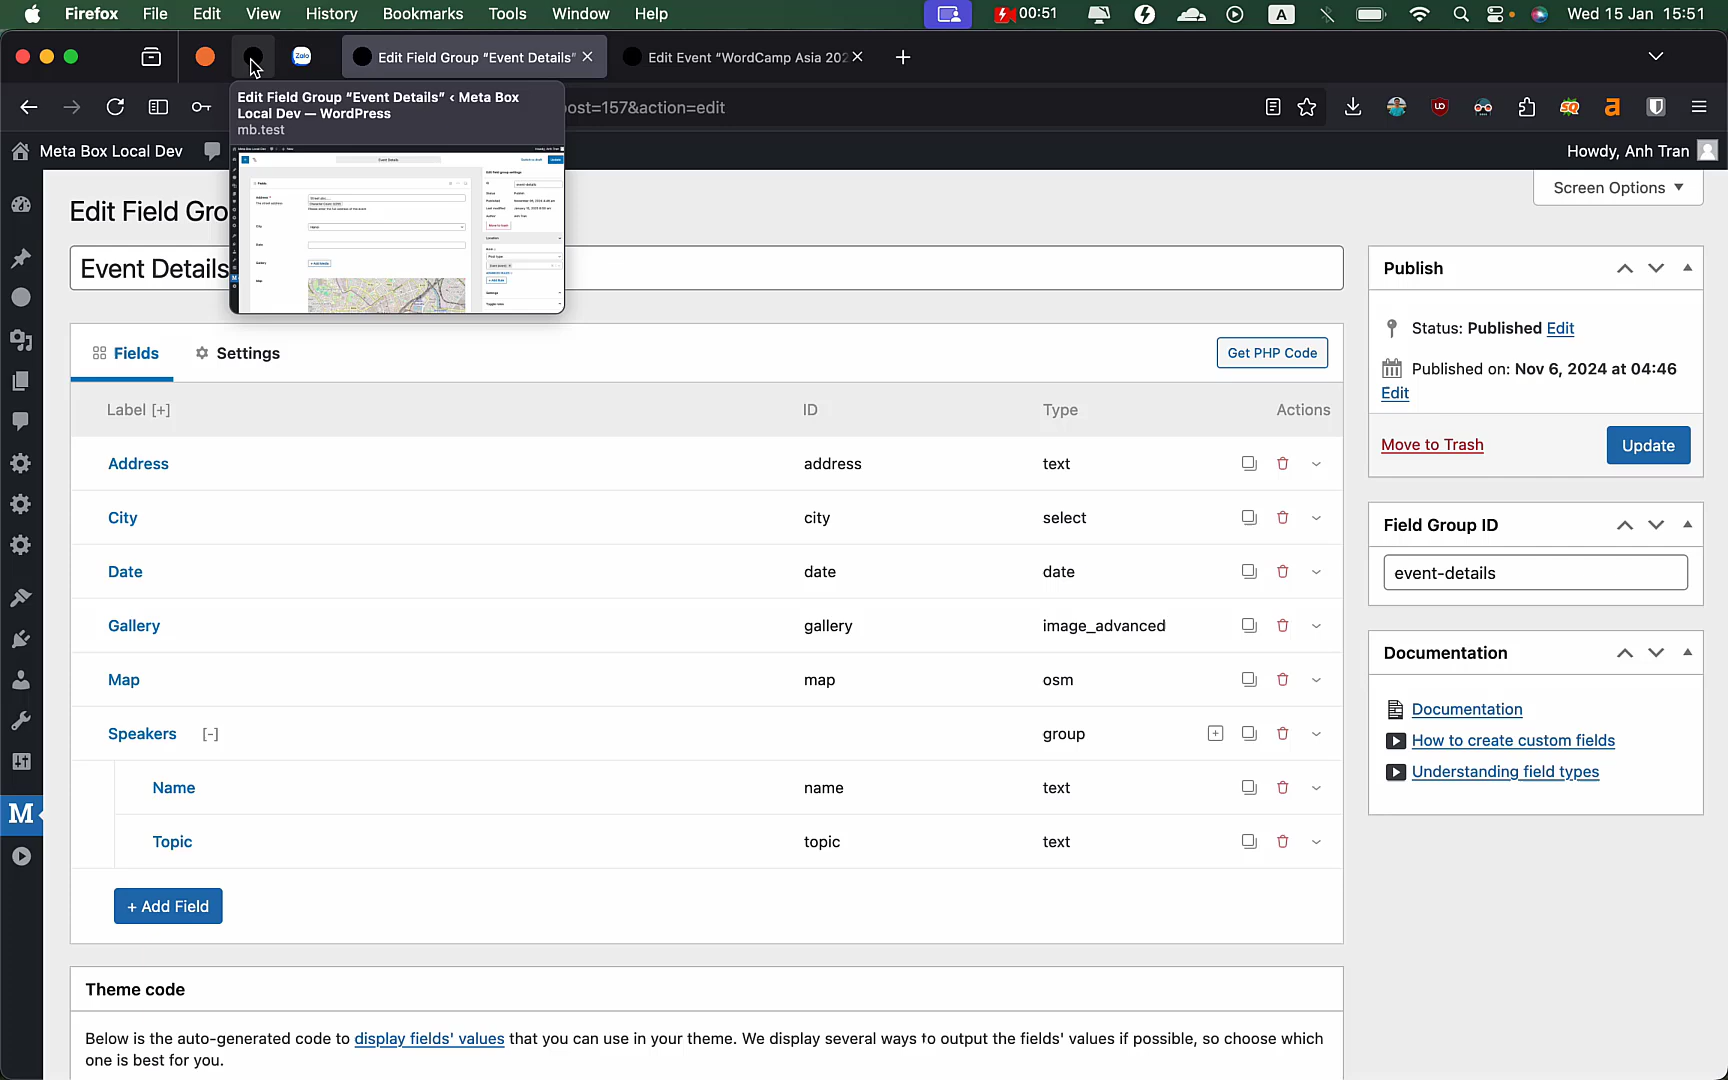 Firefox File Edit View History Bookmarks Tools Window Help 00:51 A Wed 15 Jan 15:51
Zalo Edit Field Group “Event Details” Edit Event “WordCamp Asia 202
post=157&action=edit
Edit Field Group “Event Details” ‹ Meta Box
Local Dev — WordPress
mb.test
Meta Box Local Dev
Howdy, Anh Tran
Screen Options
Edit Field Gro
Event Details
Fields Settings Get PHP Code
Label [+] ID Type Actions
Address address text
City city select
Date date date
Gallery gallery image_advanced
Map map osm
Speakers [-] group
Name name text
Topic topic text
+ Add Field
Theme code
Below is the auto-generated code to display fields' values that you can use in your theme. We display several ways to output the fields' values if possible, so choose which
one is best for you.
Publish
Status: Published Edit
Published on: Nov 6, 2024 at 04:46
Edit
Move to Trash Update
Field Group ID
event-details
Documentation
Documentation
How to create custom fields
Understanding field types